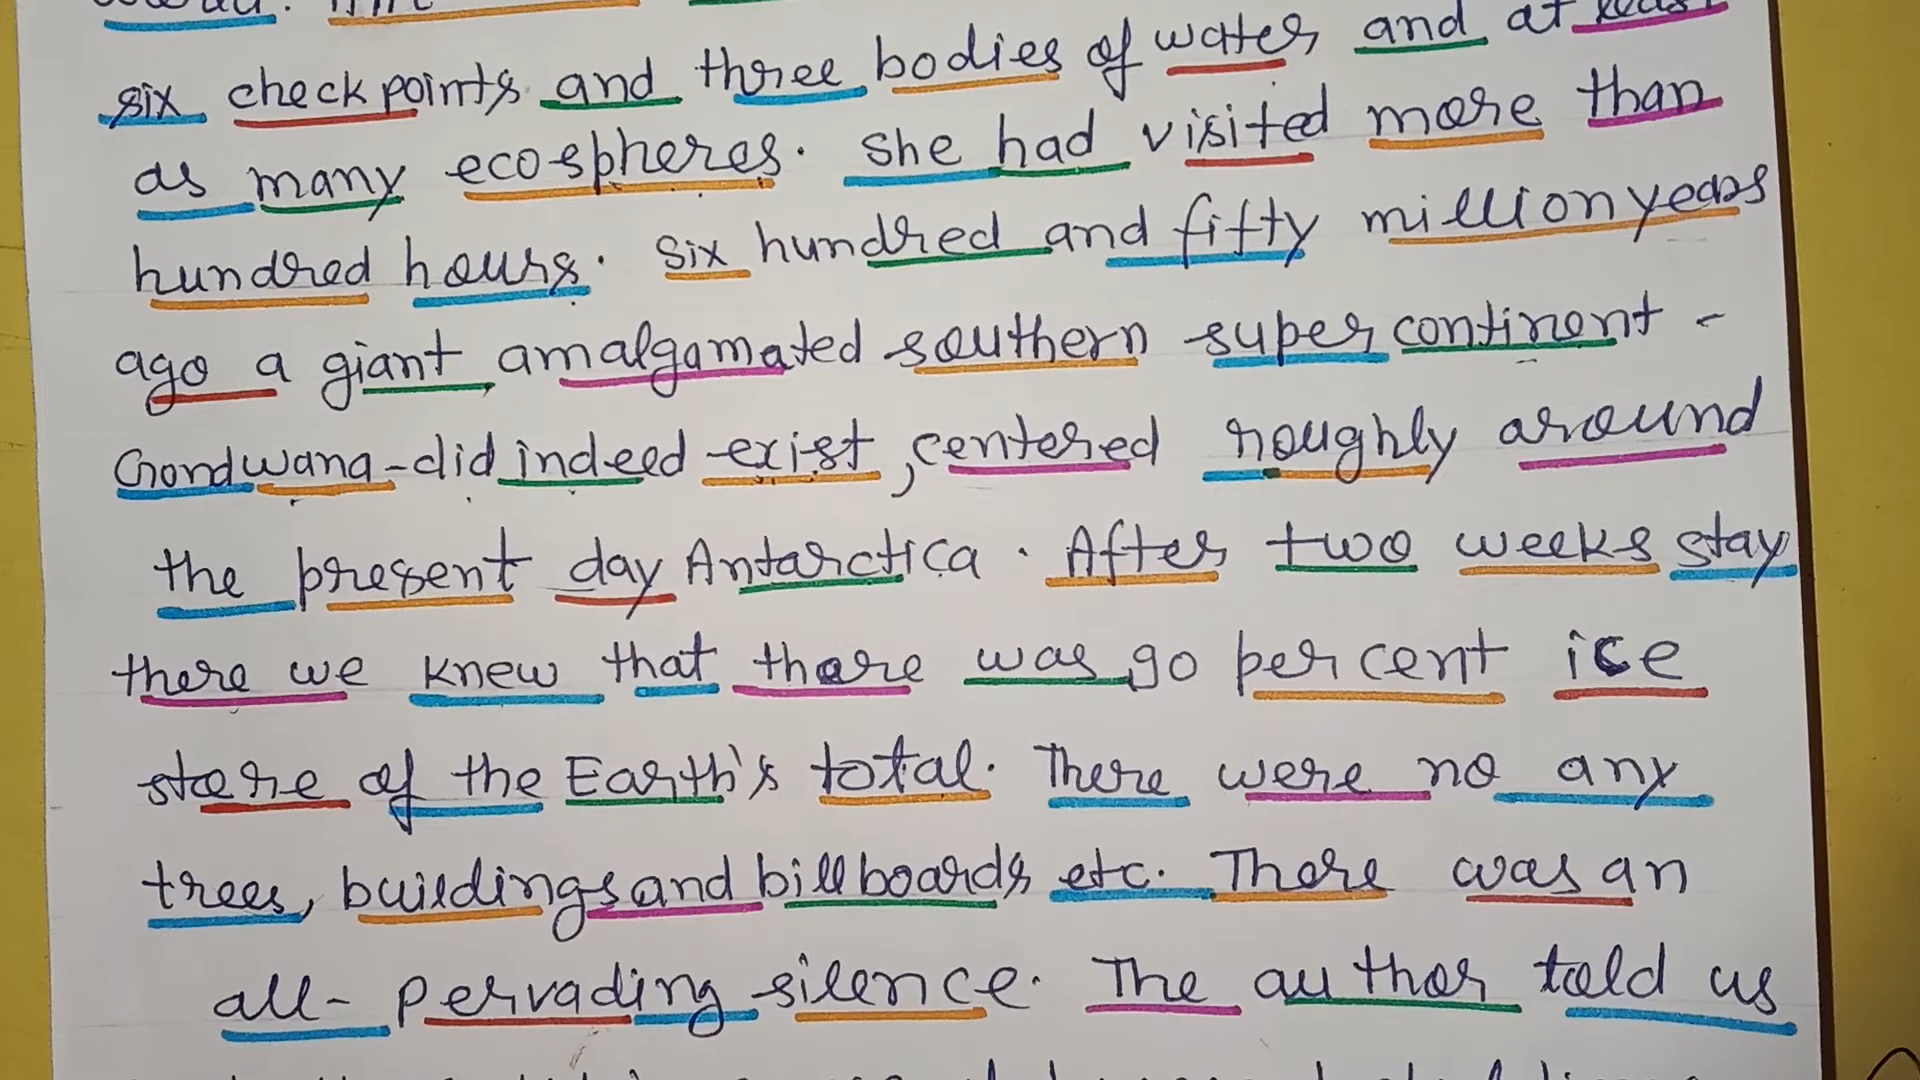 six checkpoints and three bodies of water and at least
as many ecospheres. She had visited more than
hundred hours. Six hundred and fifty million years
ago a giant amalgamated southern super continent -
Gondwana - did indeed exist, centered roughly around
the present day Antarctica. After two weeks stay
there we knew that there was 90 percent ice
store of the Earth's total. There were no any
trees, buildings and billboards etc. There was an
all - pervading silence. The author told us